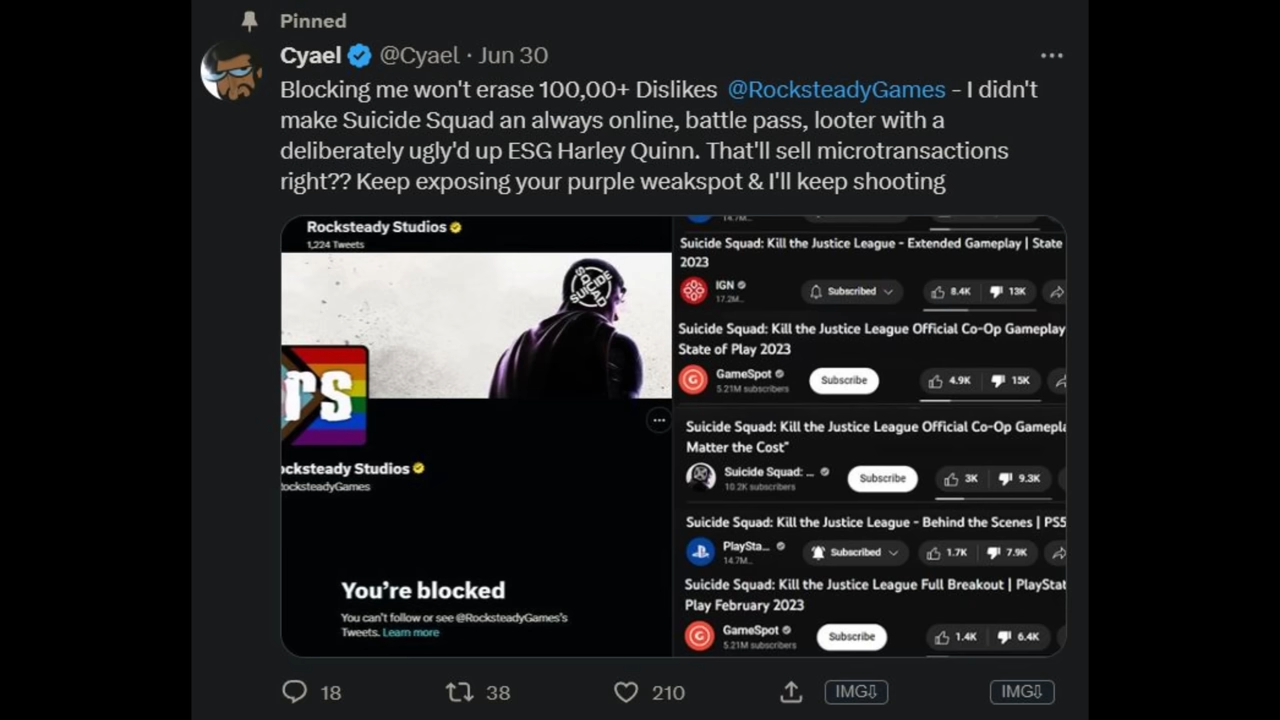 Pinned
Cyael @Cyael · Jun 30
Blocking me won't erase 100,00+ Dislikes @RocksteadyGames - I didn't
make Suicide Squad an always online, battle pass, looter with a
deliberately ugly'd up ESG Harley Quinn. That'll sell microtransactions
right?? Keep exposing your purple weakspot & I'll keep shooting
Rocksteady Studios
1,224 Tweets
SUICIDE SQUAD
rs
ocksteady Studios
RocksteadyGames
You're blocked
You can't follow or see @RocksteadyGames's
Tweets. Learn more
14.7M...
Suicide Squad: Kill the Justice League - Extended Gameplay | State
2023
IGN
17.2M...
Subscribed
8.4K 13K
Suicide Squad: Kill the Justice League Official Co-Op Gameplay
State of Play 2023
GameSpot
5.21M subscribers
Subscribe
4.9K 15K
Suicide Squad: Kill the Justice League Official Co-Op Gamepla
Matter the Cost"
Suicide Squad: ...
10.2K subscribers
Subscribe
3K 9.3K
Suicide Squad: Kill the Justice League - Behind the Scenes | PS5
PlaySta...
14.7M...
Subscribed
1.7K 7.9K
Suicide Squad: Kill the Justice League Full Breakout | PlayStat
Play February 2023
GameSpot
5.21M subscribers
Subscribe
1.4K 6.4K
18 38 210 IMG⇩ IMG⇩